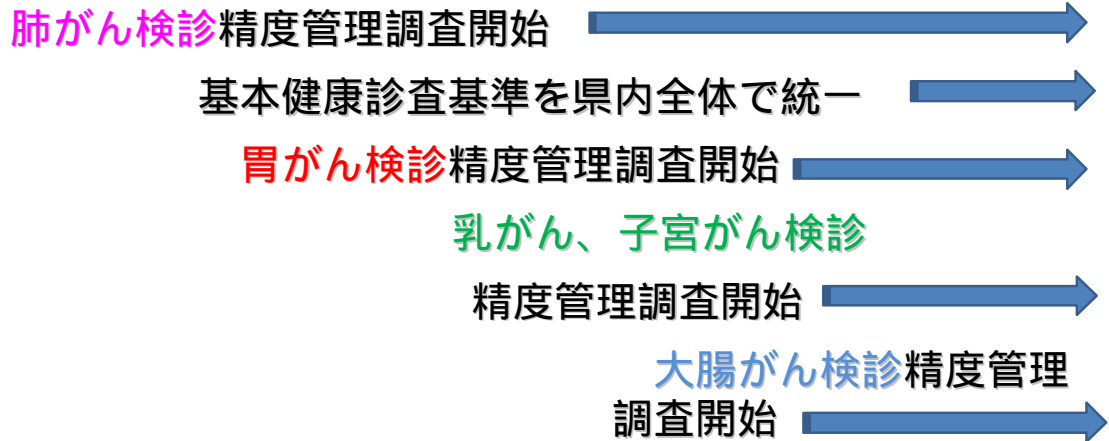 肺がん検診精度管理調査開始
基本健康診査基準を県内全体で統一
胃がん検診精度管理調査開始
乳がん、子宮がん検診
精度管理調査開始
大腸がん検診精度管理
調査開始